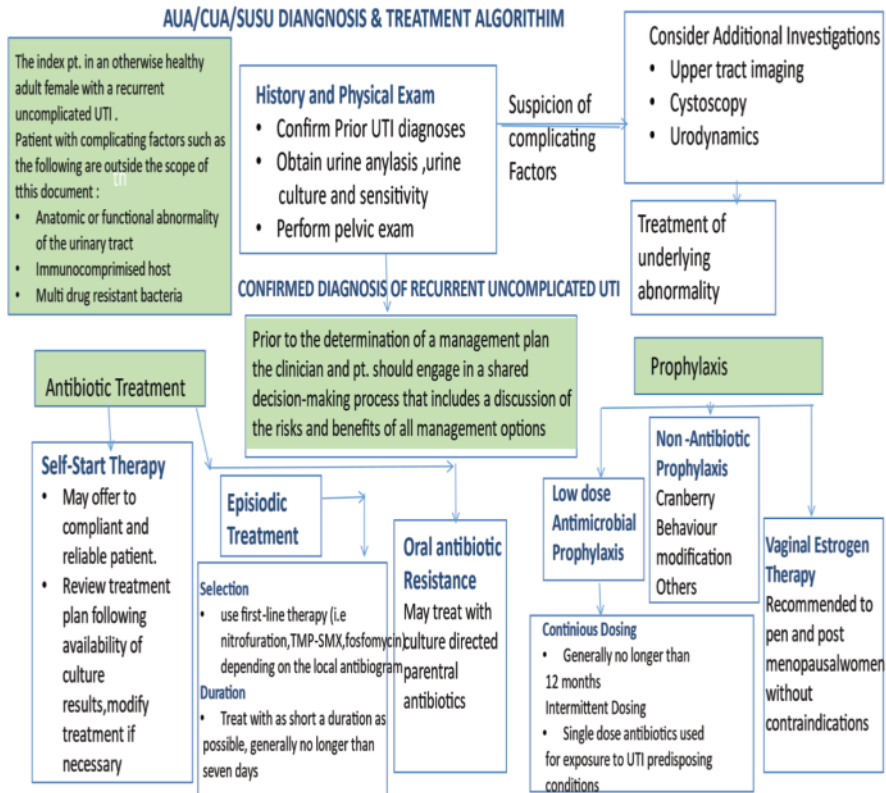 AUA/CUA/SUSU DIANGNOSIS & TREATMENT ALGORITHIM
The index pt. in an otherwise healthy
adult female with a recurrent
uncomplicated UTI .
Patient with complicating factors such as
the following are outside the scope of
tthis document :
th
• Anatomic or functional abnormality
of the urinary tract
• Immunocomprimised host
• Multi drug resistant bacteria
History and Physical Exam
• Confirm Prior UTI diagnoses
• Obtain urine anylasis ,urine
culture and sensitivity
• Perform pelvic exam
Suspicion of
complicating
Factors
Consider Additional Investigations
• Upper tract imaging
• Cystoscopy
• Urodynamics
Treatment of
underlying
abnormality
CONFIRMED DIAGNOSIS OF RECURRENT UNCOMPLICATED UTI
Prior to the determination of a management plan
the clinician and pt. should engage in a shared
decision-making process that includes a discussion of
the risks and benefits of all management options
Antibiotic Treatment
Self-Start Therapy
• May offer to
compliant and
reliable patient.
• Review treatment
plan following
availability of
culture
results,modify
treatment if
necessary
Episiodic
Treatment
Selection
• use first-line therapy (i.e
nitrofuration,TMP-SMX,fosfomycin)
depending on the local antibiogram
Duration
• Treat with as short a duration as
possible, generally no longer than
seven days
Oral antibiotic
Resistance
May treat with
culture directed
parentral
antibiotics
Prophylaxis
Low dose
Antimicrobial
Prophylaxis
Non -Antibiotic
Prophylaxis
Cranberry
Behaviour
modification
Others
Vaginal Estrogen
Therapy
Recommended to
pen and post
menopausalwomen
without
contraindications
Continious Dosing
• Generally no longer than
12 months
Intermittent Dosing
• Single dose antibiotics used
for exposure to UTI predisposing
conditions